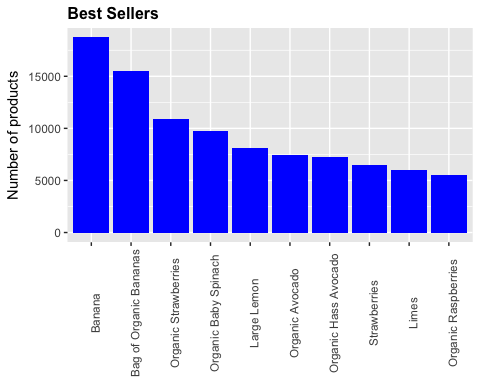 Best Sellers
Number of products
15000
10000
5000
0
Banana
Bag of Organic Bananas
Organic Strawberries
Organic Baby Spinach
Large Lemon
Organic Avocado
Organic Hass Avocado
Strawberries
Limes
Organic Raspberries